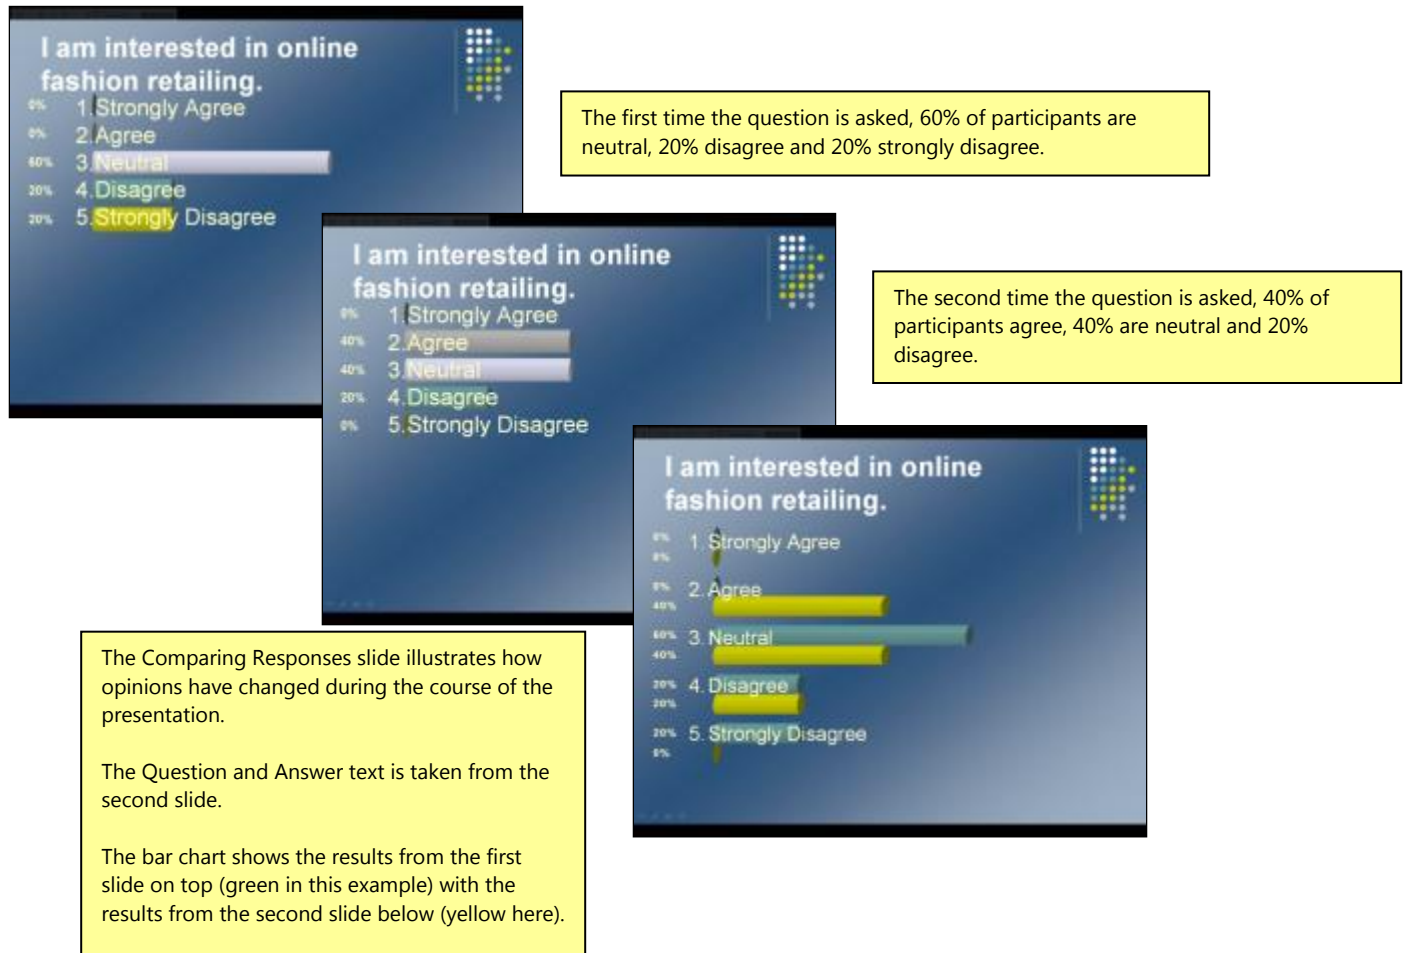 I am interested in online
fashion retailing.
0% 1. Strongly Agree
0% 2. Agree
60% 3. Neutral
20% 4. Disagree
20% 5. Strongly Disagree
The first time the question is asked, 60% of participants are
neutral, 20% disagree and 20% strongly disagree.
I am interested in online
fashion retailing.
0% 1. Strongly Agree
40% 2. Agree
40% 3. Neutral
20% 4. Disagree
0% 5. Strongly Disagree
The second time the question is asked, 40% of
participants agree, 40% are neutral and 20%
disagree.
I am interested in online
fashion retailing.
0% 1. Strongly Agree
0%
0% 2. Agree
40%
60% 3. Neutral
40%
20% 4. Disagree
20%
20% 5. Strongly Disagree
0%
The Comparing Responses slide illustrates how
opinions have changed during the course of the
presentation.
The Question and Answer text is taken from the
second slide.
The bar chart shows the results from the first
slide on top (green in this example) with the
results from the second slide below (yellow here).